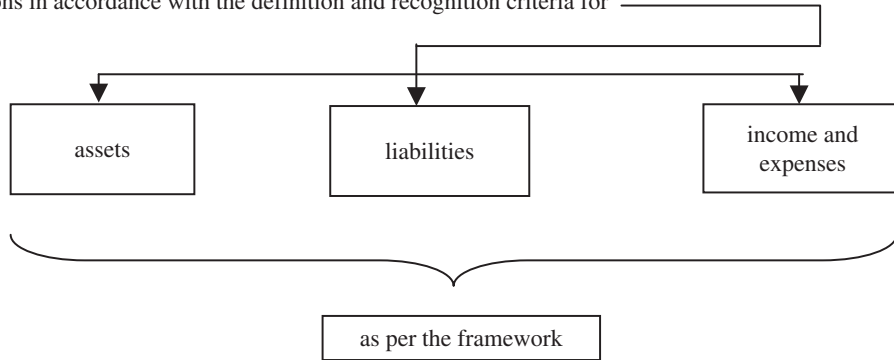 ons in accordance with the definition and recognition criteria for
assets
liabilities
income and
expenses
as per the framework